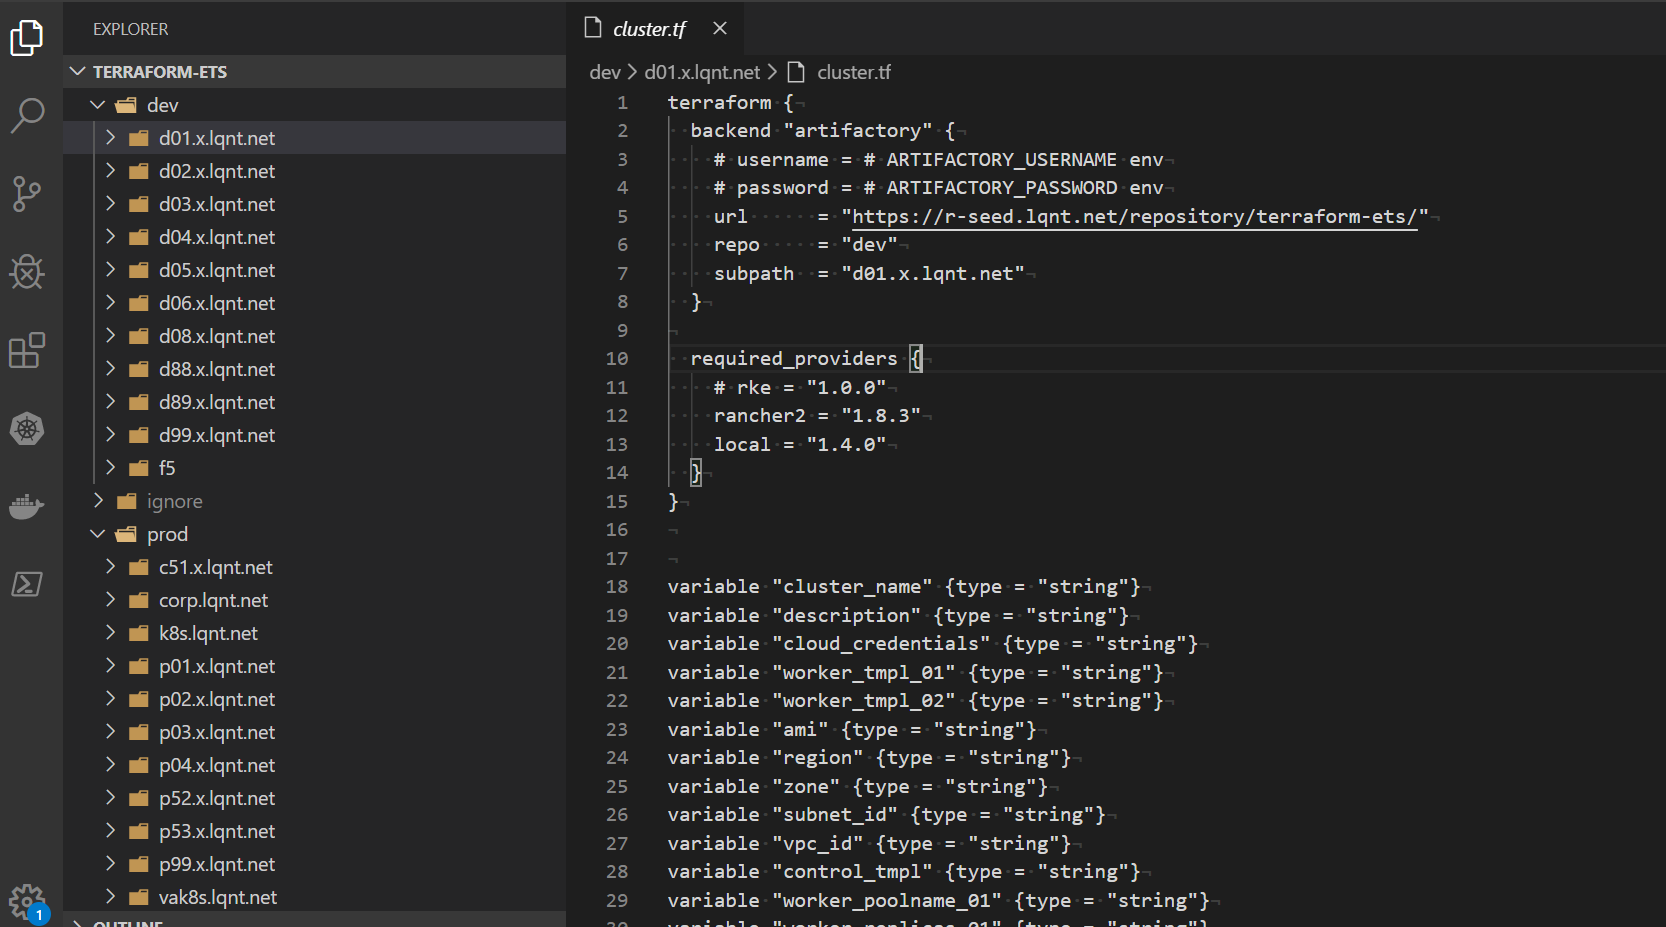 EXPLORER
TERRAFORM-ETS
dev
d01.x.lqnt.net
d02.x.lqnt.net
d03.x.lqnt.net
d04.x.lqnt.net
d05.x.lqnt.net
d06.x.lqnt.net
d08.x.lqnt.net
d88.x.lqnt.net
d89.x.lqnt.net
d99.x.lqnt.net
f5
ignore
prod
c51.x.lqnt.net
corp.lqnt.net
k8s.lqnt.net
p01.x.lqnt.net
p02.x.lqnt.net
p03.x.lqnt.net
p04.x.lqnt.net
p52.x.lqnt.net
p53.x.lqnt.net
p99.x.lqnt.net
vak8s.lqnt.net
OUTLINE
1
cluster.tf
dev > d01.x.lqnt.net > cluster.tf
1 terraform {
2 backend "artifactory" {
3 # username = # ARTIFACTORY_USERNAME env
4 # password = # ARTIFACTORY_PASSWORD env
5 url = "https://r-seed.lqnt.net/repository/terraform-ets/"
6 repo = "dev"
7 subpath = "d01.x.lqnt.net"
8 }
9
10 required_providers {
11 # rke = "1.0.0"
12 rancher2 = "1.8.3"
13 local = "1.4.0"
14 }
15 }
16
17
18 variable "cluster_name" {type = "string"}
19 variable "description" {type = "string"}
20 variable "cloud_credentials" {type = "string"}
21 variable "worker_tmpl_01" {type = "string"}
22 variable "worker_tmpl_02" {type = "string"}
23 variable "ami" {type = "string"}
24 variable "region" {type = "string"}
25 variable "zone" {type = "string"}
26 variable "subnet_id" {type = "string"}
27 variable "vpc_id" {type = "string"}
28 variable "control_tmpl" {type = "string"}
29 variable "worker_poolname_01" {type = "string"}
30 variable "worker_replicas_01" {type = "string"}